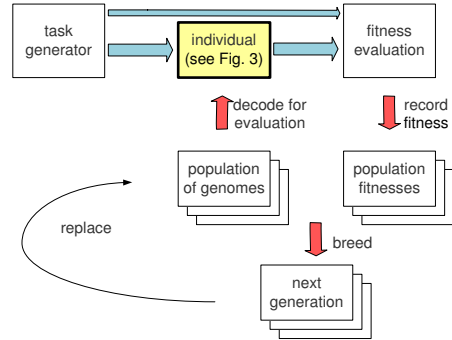 task
generator
individual
(see Fig. 3)
fitness
evaluation
decode for
evaluation
record
fitness
population
of genomes
population
fitnesses
replace
breed
next
generation